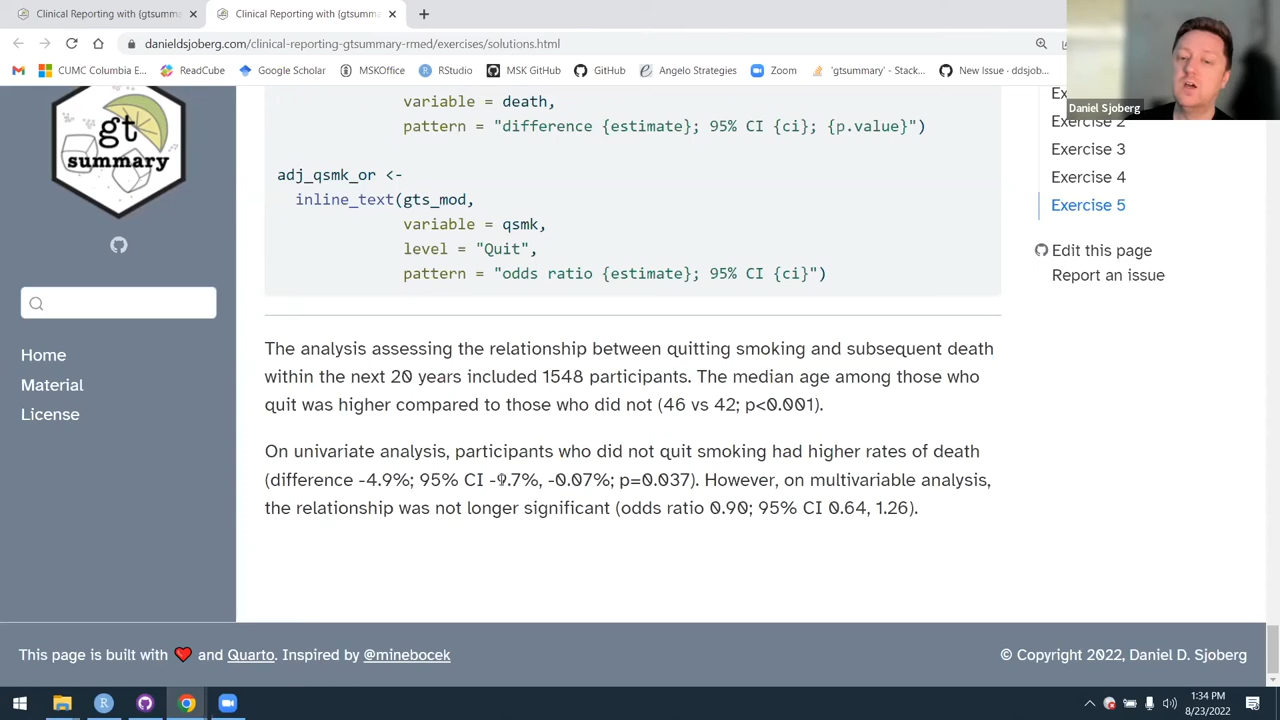 Clinical Reporting with {gtsumm
Clinical Reporting with {gtsumm
danieldsjoberg.com/clinical-reporting-gtsummary-rmed/exercises/solutions.html
CUMC Columbia E...
ReadCube
Google Scholar
MSKOffice
RStudio
MSK GitHub
GitHub
Angelo Strategies
Zoom
'gtsummary' - Stack...
New Issue · ddsjob...
Daniel Sjoberg
gt
summary
Home
Material
License
variable = death,
pattern = "difference {estimate}; 95% CI {ci}; {p.value}")
adj_qsmk_or <-
inline_text(gts_mod,
variable = qsmk,
level = "Quit",
pattern = "odds ratio {estimate}; 95% CI {ci}")
The analysis assessing the relationship between quitting smoking and subsequent death
within the next 20 years included 1548 participants. The median age among those who
quit was higher compared to those who did not (46 vs 42; p<0.001).
On univariate analysis, participants who did not quit smoking had higher rates of death
(difference -4.9%; 95% CI -9.7%, -0.07%; p=0.037). However, on multivariable analysis,
the relationship was not longer significant (odds ratio 0.90; 95% CI 0.64, 1.26).
Ex
Exercise 2
Exercise 3
Exercise 4
Exercise 5
Edit this page
Report an issue
This page is built with ❤️ and Quarto. Inspired by @minebocek
© Copyright 2022, Daniel D. Sjoberg
1:34 PM
8/23/2022